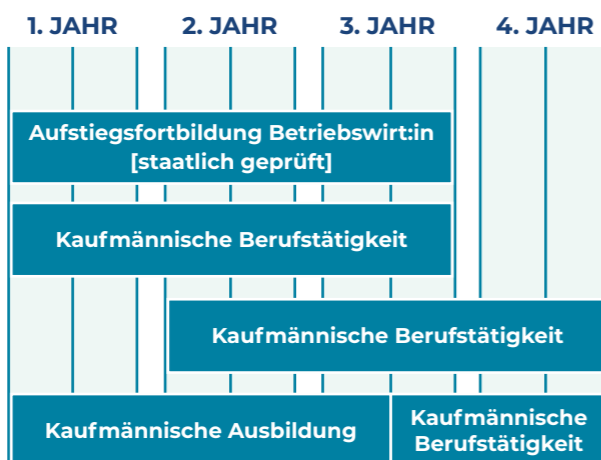 1. JAHR 2. JAHR 3. JAHR 4. JAHR
Aufstiegsfortbildung Betriebswirt:in
[staatlich geprüft]
Kaufmännische Berufstätigkeit
Kaufmännische Berufstätigkeit
Kaufmännische Ausbildung
Kaufmännische
Berufstätigkeit